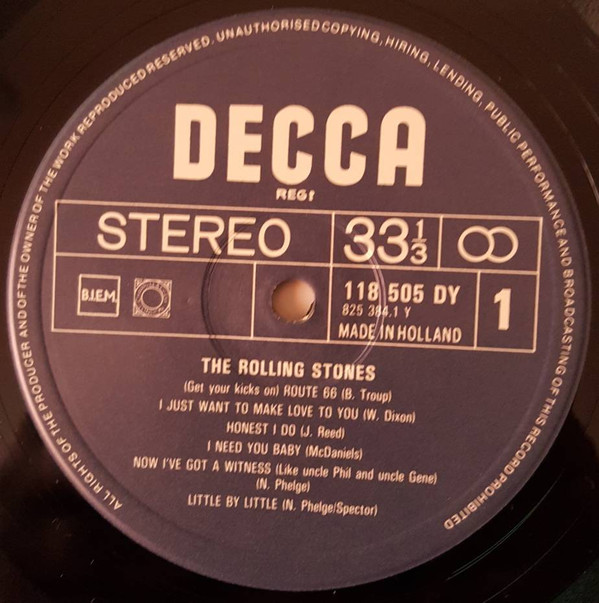 ALL RIGHTS OF THE PRODUCER AND OF THE OWNER OF THE WORK REPRODUCED RESERVED. UNAUTHORISED COPYING, HIRING, LENDING, PUBLIC PERFORMANCE AND BROADCASTING OF THIS RECORD PROHIBITED
DECCA
REGᵈ
STEREO
33⅓
B.I.E.M.
118 505 DY
825 384.1 Y
MADE IN HOLLAND
1
THE ROLLING STONES
(Get your kicks on) ROUTE 66 (B. Troup)
I JUST WANT TO MAKE LOVE TO YOU (W. Dixon)
HONEST I DO (J. Reed)
I NEED YOU BABY (McDaniels)
NOW I'VE GOT A WITNESS (Like uncle Phil and uncle Gene)
(N. Phelge)
LITTLE BY LITTLE (N. Phelge/Spector)